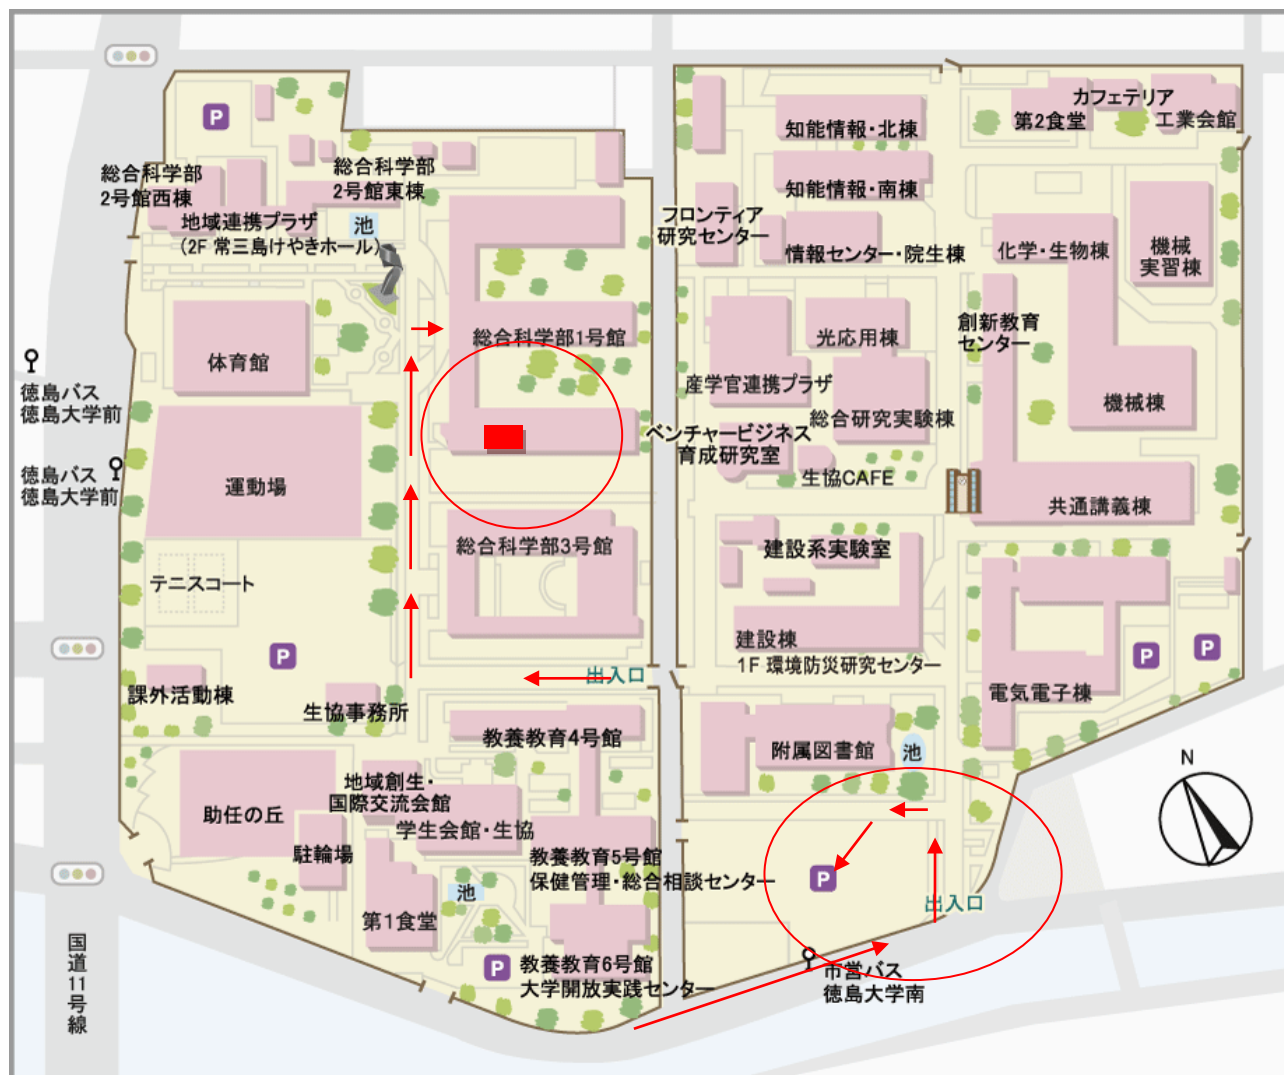 P
総合科学部
2号館西棟
総合科学部
2号館東棟
地域連携プラザ
（2F 常三島けやきホール）
池
体育館
総合科学部1号館
徳島バス
徳島大学前
徳島バス
徳島大学前
運動場
総合科学部3号館
テニスコート
P
出入口
課外活動棟
生協事務所
教養教育4号館
地域創生・
国際交流会館
助任の丘
学生会館・生協
駐輪場
教養教育5号館
保健管理・総合相談センター
池
第1食堂
P
教養教育6号館
大学開放実践センター
国道11号線
カフェテリア
第2食堂
工業会館
知能情報・北棟
知能情報・南棟
フロンティア
研究センター
情報センター・院生棟
化学・生物棟
機械
実習棟
創新教育
センター
光応用棟
産学官連携プラザ
総合研究実験棟
機械棟
ベンチャービジネス
育成研究室
生協CAFE
共通講義棟
建設系実験室
建設棟
1F 環境防災研究センター
P
P
電気電子棟
附属図書館
池
N
P
出入口
市営バス
徳島大学南